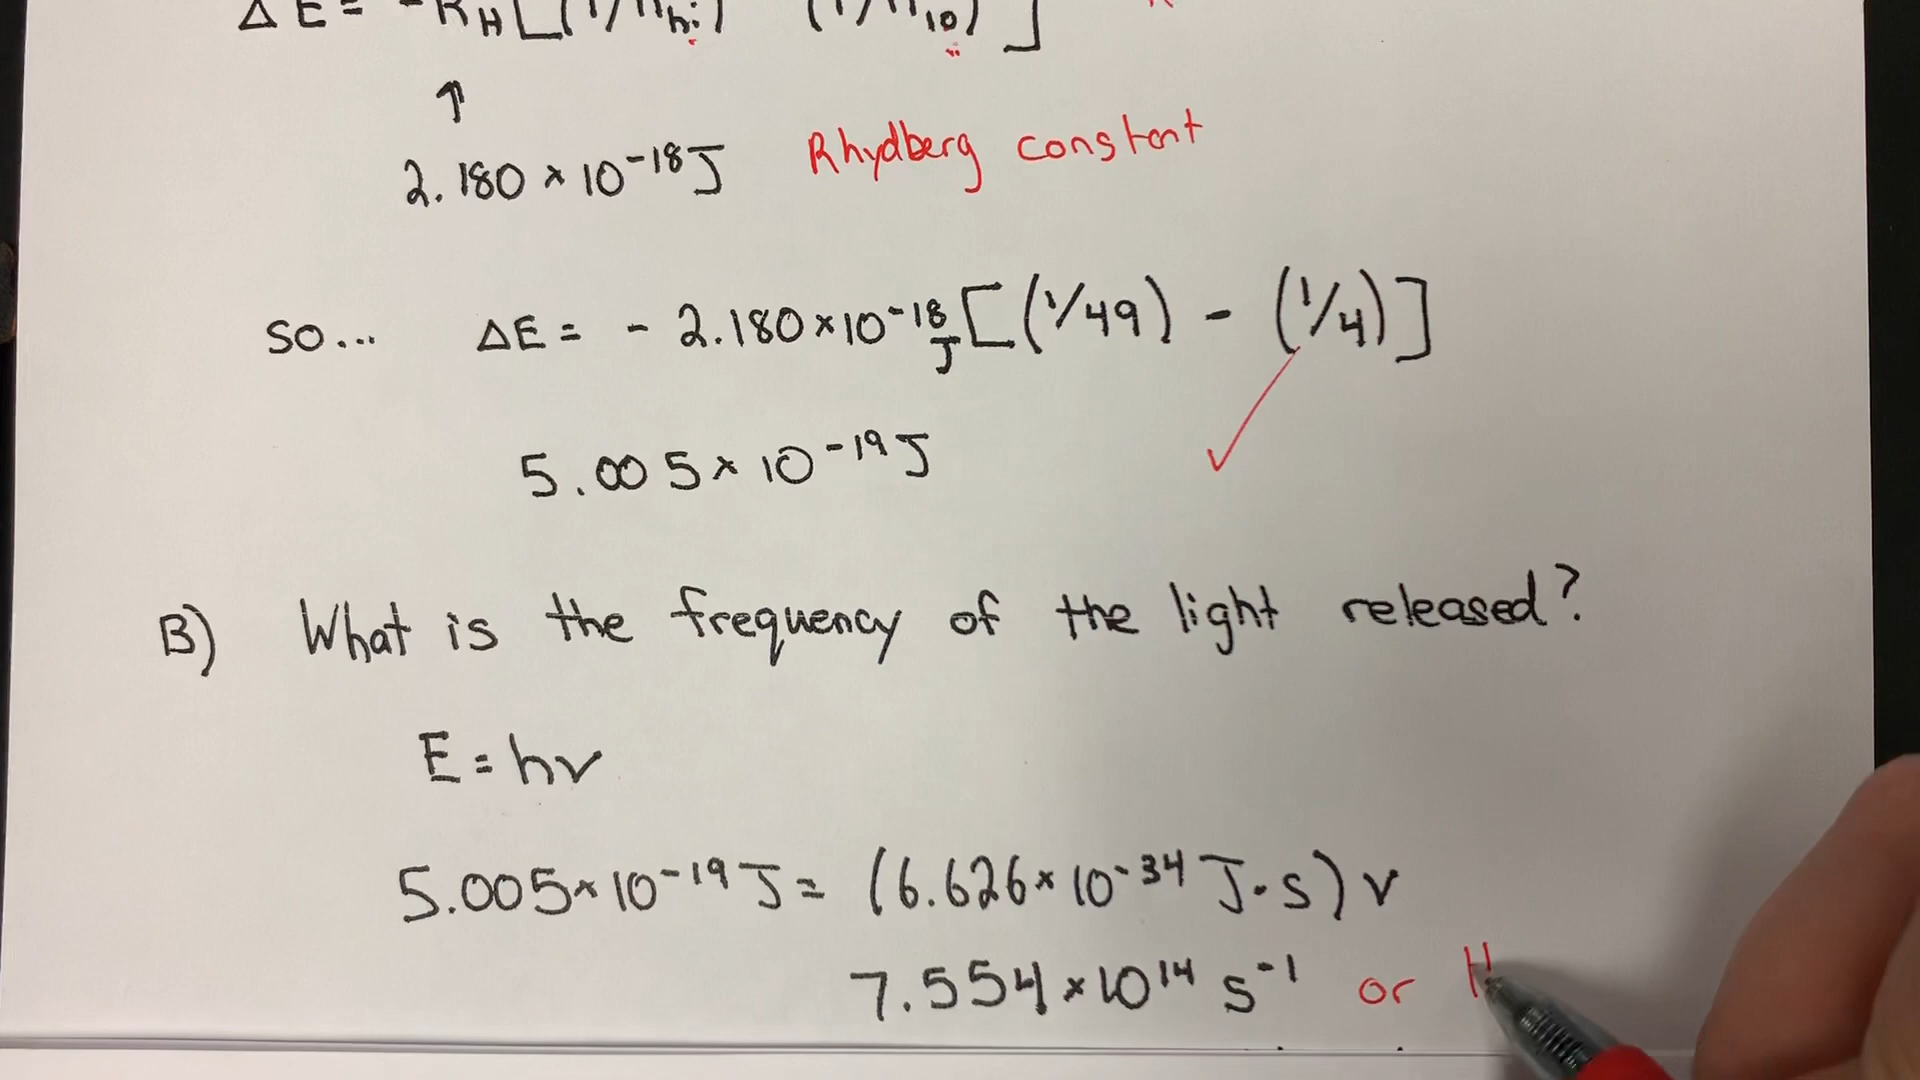 ΔE =
↑
2.180 × 10⁻¹⁸ J Rhydberg constant
so... ΔE = - 2.180×10⁻¹⁸ J [(1/49) - (1/4)]
5.005 × 10⁻¹⁹ J
B) What is the frequency of the light released?
E = hν
5.005×10⁻¹⁹ J = (6.626×10⁻³⁴ J·s) ν
7.554×10¹⁴ s⁻¹ or H